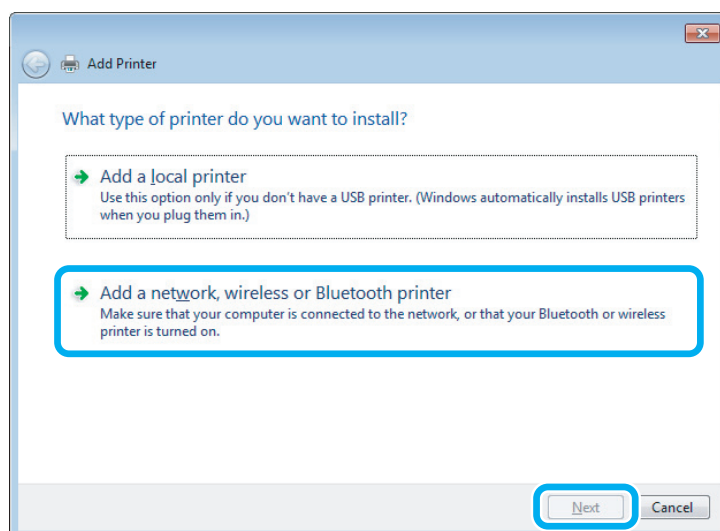 Add Printer
What type of printer do you want to install?
Add a local printer
Use this option only if you don't have a USB printer. (Windows automatically installs USB printers
when you plug them in.)
Add a network, wireless or Bluetooth printer
Make sure that your computer is connected to the network, or that your Bluetooth or wireless
printer is turned on.
Next Cancel